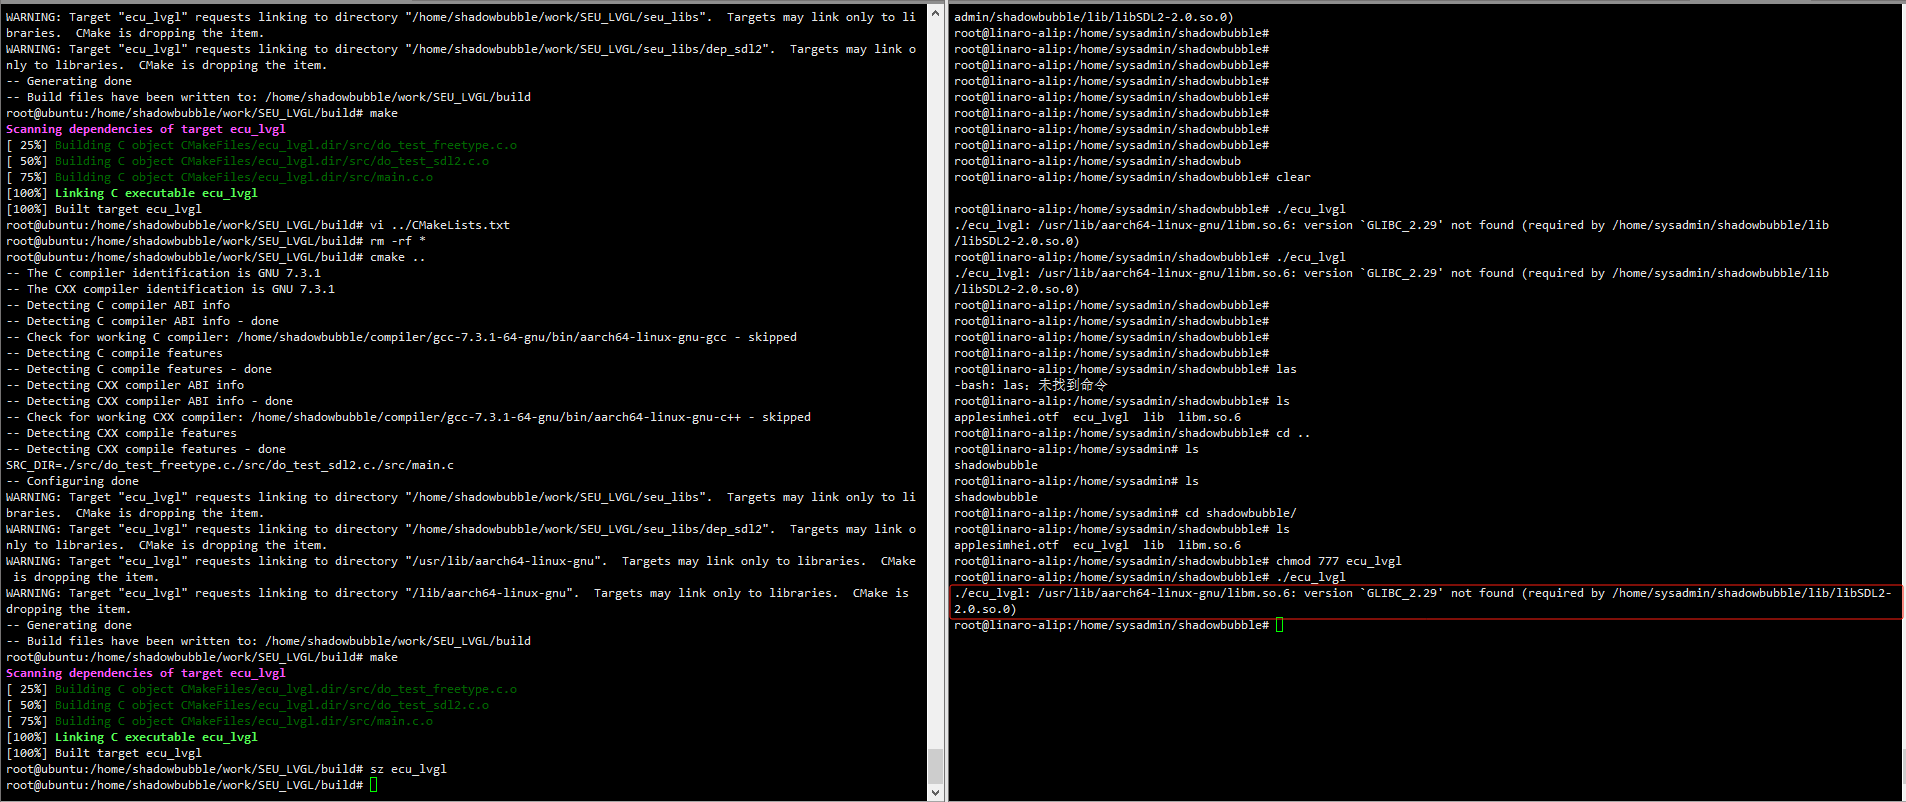 WARNING: Target "ecu_lvgl" requests linking to directory "/home/shadowbubble/work/SEU_LVGL/seu_libs".  Targets may link only to li
braries.  CMake is dropping the item.
WARNING: Target "ecu_lvgl" requests linking to directory "/home/shadowbubble/work/SEU_LVGL/seu_libs/dep_sdl2".  Targets may link o
nly to libraries.  CMake is dropping the item.
-- Generating done
-- Build files have been written to: /home/shadowbubble/work/SEU_LVGL/build
root@ubuntu:/home/shadowbubble/work/SEU_LVGL/build# make
Scanning dependencies of target ecu_lvgl
[ 25%] Building C object CMakeFiles/ecu_lvgl.dir/src/do_test_freetype.c.o
[ 50%] Building C object CMakeFiles/ecu_lvgl.dir/src/do_test_sdl2.c.o
[ 75%] Building C object CMakeFiles/ecu_lvgl.dir/src/main.c.o
[100%] Linking C executable ecu_lvgl
[100%] Built target ecu_lvgl
root@ubuntu:/home/shadowbubble/work/SEU_LVGL/build# vi ../CMakeLists.txt
root@ubuntu:/home/shadowbubble/work/SEU_LVGL/build# rm -rf *
root@ubuntu:/home/shadowbubble/work/SEU_LVGL/build# cmake ..
-- The C compiler identification is GNU 7.3.1
-- The CXX compiler identification is GNU 7.3.1
-- Detecting C compiler ABI info
-- Detecting C compiler ABI info - done
-- Check for working C compiler: /home/shadowbubble/compiler/gcc-7.3.1-64-gnu/bin/aarch64-linux-gnu-gcc - skipped
-- Detecting C compile features
-- Detecting C compile features - done
-- Detecting CXX compiler ABI info
-- Detecting CXX compiler ABI info - done
-- Check for working CXX compiler: /home/shadowbubble/compiler/gcc-7.3.1-64-gnu/bin/aarch64-linux-gnu-c++ - skipped
-- Detecting CXX compile features
-- Detecting CXX compile features - done
SRC_DIR=./src/do_test_freetype.c./src/do_test_sdl2.c./src/main.c
-- Configuring done
WARNING: Target "ecu_lvgl" requests linking to directory "/home/shadowbubble/work/SEU_LVGL/seu_libs".  Targets may link only to li
braries.  CMake is dropping the item.
WARNING: Target "ecu_lvgl" requests linking to directory "/home/shadowbubble/work/SEU_LVGL/seu_libs/dep_sdl2".  Targets may link o
nly to libraries.  CMake is dropping the item.
WARNING: Target "ecu_lvgl" requests linking to directory "/usr/lib/aarch64-linux-gnu".  Targets may link only to libraries.  CMake
 is dropping the item.
WARNING: Target "ecu_lvgl" requests linking to directory "/lib/aarch64-linux-gnu".  Targets may link only to libraries.  CMake is
dropping the item.
-- Generating done
-- Build files have been written to: /home/shadowbubble/work/SEU_LVGL/build
root@ubuntu:/home/shadowbubble/work/SEU_LVGL/build# make
Scanning dependencies of target ecu_lvgl
[ 25%] Building C object CMakeFiles/ecu_lvgl.dir/src/do_test_freetype.c.o
[ 50%] Building C object CMakeFiles/ecu_lvgl.dir/src/do_test_sdl2.c.o
[ 75%] Building C object CMakeFiles/ecu_lvgl.dir/src/main.c.o
[100%] Linking C executable ecu_lvgl
[100%] Built target ecu_lvgl
root@ubuntu:/home/shadowbubble/work/SEU_LVGL/build# sz ecu_lvgl
root@ubuntu:/home/shadowbubble/work/SEU_LVGL/build#
admin/shadowbubble/lib/libSDL2-2.0.so.0)
root@linaro-alip:/home/sysadmin/shadowbubble#
root@linaro-alip:/home/sysadmin/shadowbubble#
root@linaro-alip:/home/sysadmin/shadowbubble#
root@linaro-alip:/home/sysadmin/shadowbubble#
root@linaro-alip:/home/sysadmin/shadowbubble#
root@linaro-alip:/home/sysadmin/shadowbubble#
root@linaro-alip:/home/sysadmin/shadowbubble#
root@linaro-alip:/home/sysadmin/shadowbubble#
root@linaro-alip:/home/sysadmin/shadowbub
root@linaro-alip:/home/sysadmin/shadowbubble# clear
root@linaro-alip:/home/sysadmin/shadowbubble# ./ecu_lvgl
./ecu_lvgl: /usr/lib/aarch64-linux-gnu/libm.so.6: version `GLIBC_2.29' not found (required by /home/sysadmin/shadowbubble/lib
/libSDL2-2.0.so.0)
root@linaro-alip:/home/sysadmin/shadowbubble# ./ecu_lvgl
./ecu_lvgl: /usr/lib/aarch64-linux-gnu/libm.so.6: version `GLIBC_2.29' not found (required by /home/sysadmin/shadowbubble/lib
/libSDL2-2.0.so.0)
root@linaro-alip:/home/sysadmin/shadowbubble#
root@linaro-alip:/home/sysadmin/shadowbubble#
root@linaro-alip:/home/sysadmin/shadowbubble#
root@linaro-alip:/home/sysadmin/shadowbubble#
root@linaro-alip:/home/sysadmin/shadowbubble# las
-bash: las：未找到命令
root@linaro-alip:/home/sysadmin/shadowbubble# ls
applesimhei.otf  ecu_lvgl  lib  libm.so.6
root@linaro-alip:/home/sysadmin/shadowbubble# cd ..
root@linaro-alip:/home/sysadmin# ls
shadowbubble
root@linaro-alip:/home/sysadmin# ls
shadowbubble
root@linaro-alip:/home/sysadmin# cd shadowbubble/
root@linaro-alip:/home/sysadmin/shadowbubble# ls
applesimhei.otf  ecu_lvgl  lib  libm.so.6
root@linaro-alip:/home/sysadmin/shadowbubble# chmod 777 ecu_lvgl
root@linaro-alip:/home/sysadmin/shadowbubble# ./ecu_lvgl
./ecu_lvgl: /usr/lib/aarch64-linux-gnu/libm.so.6: version `GLIBC_2.29' not found (required by /home/sysadmin/shadowbubble/lib/libSDL2-
2.0.so.0)
root@linaro-alip:/home/sysadmin/shadowbubble#